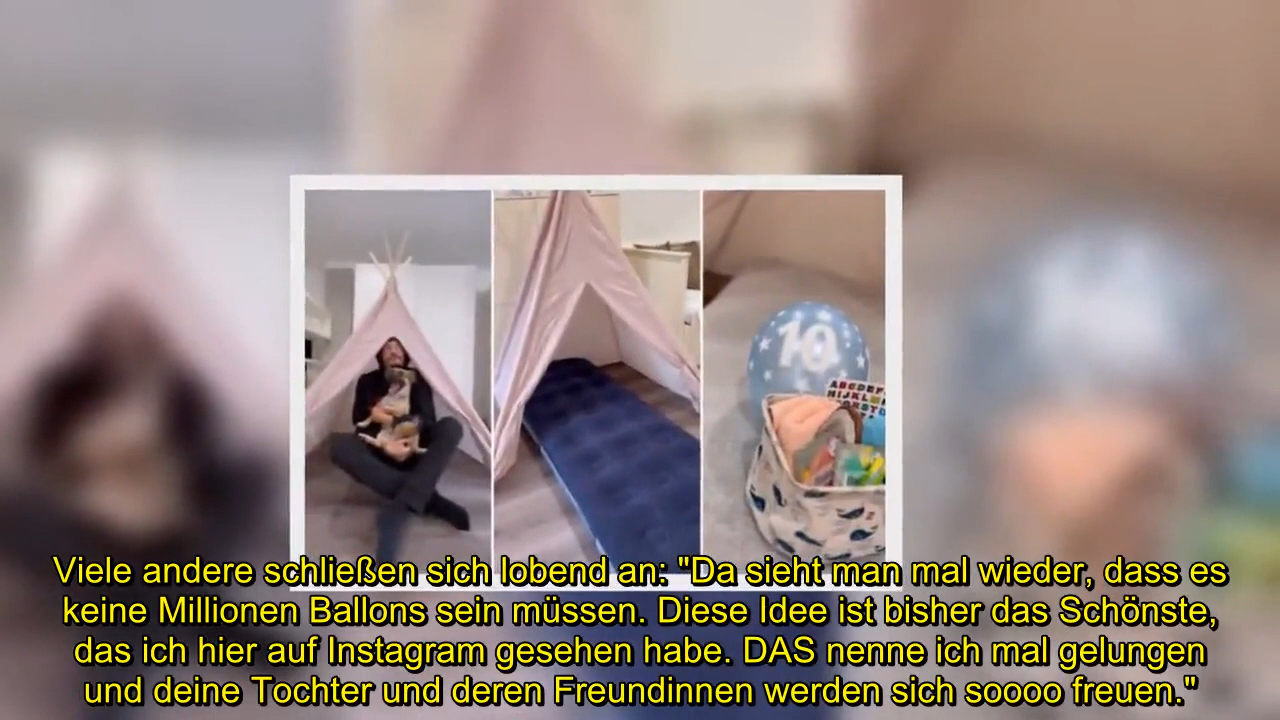 10
ABCDEF
Viele andere schließen sich lobend an: "Da sieht man mal wieder, dass es
keine Millionen Ballons sein müssen. Diese Idee ist bisher das Schönste,
das ich hier auf Instagram gesehen habe. DAS nenne ich mal gelungen
und deine Tochter und deren Freundinnen werden sich soooo freuen."